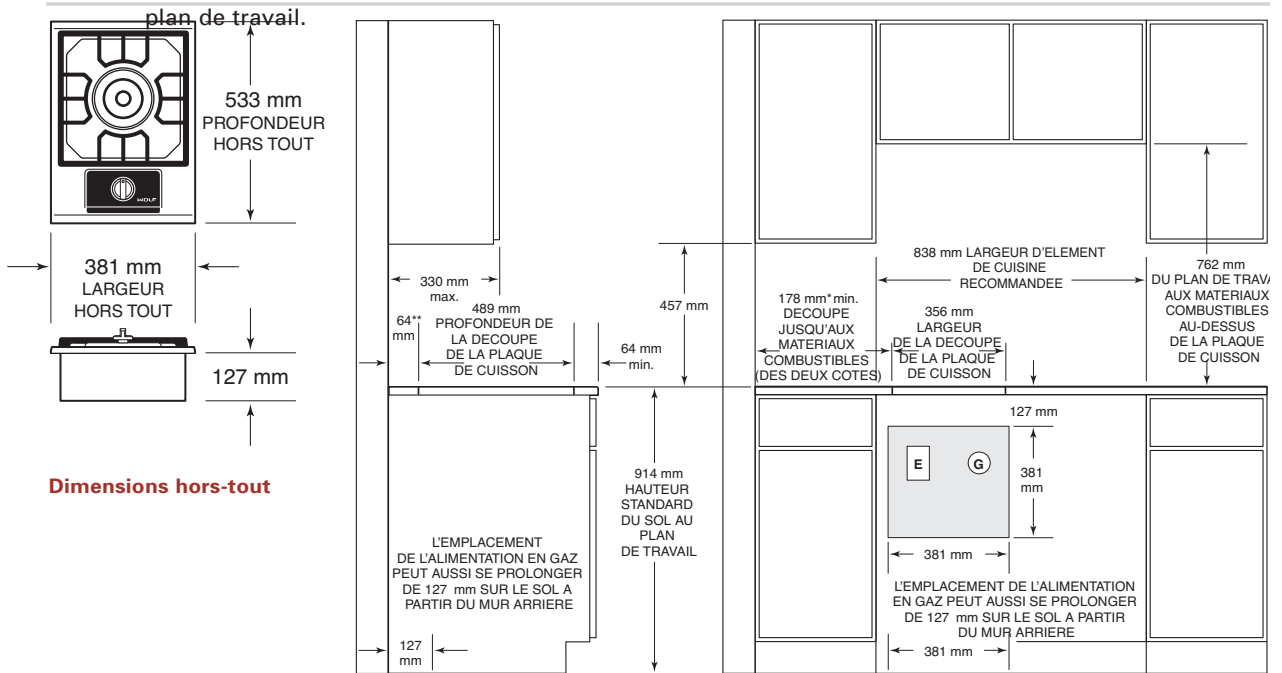 plan de travail.
533 mm
PROFONDEUR
HORS TOUT
WOLF
381 mm
LARGEUR
HORS TOUT
127 mm
Dimensions hors-tout
330 mm
max.
64**
mm
489 mm
PROFONDEUR DE
LA DECOUPE
DE LA PLAQUE
DE CUISSON
64 mm
min.
457 mm
914 mm
HAUTEUR
STANDARD
DU SOL AU
PLAN
DE TRAVAIL
L'EMPLACEMENT
DE L'ALIMENTATION EN GAZ
PEUT AUSSI SE PROLONGER
DE 127 mm SUR LE SOL A
PARTIR DU MUR ARRIERE
127
mm
838 mm LARGEUR D'ELEMENT
DE CUISINE
RECOMMANDEE
178 mm* min.
DECOUPE
JUSQU'AUX
MATERIAUX
COMBUSTIBLES
(DES DEUX COTES)
356 mm
LARGEUR
DE LA DECOUPE
DE LA PLAQUE
DE CUISSON
762 mm
DU PLAN DE TRAVA
AUX MATERIAUX
COMBUSTIBLES
AU-DESSUS
DE LA PLAQUE
DE CUISSON
127 mm
E
G
381
mm
381 mm
L'EMPLACEMENT DE L'ALIMENTATION
EN GAZ PEUT AUSSI SE PROLONGER
DE 127 mm SUR LE SOL A PARTIR
DU MUR ARRIERE
381 mm